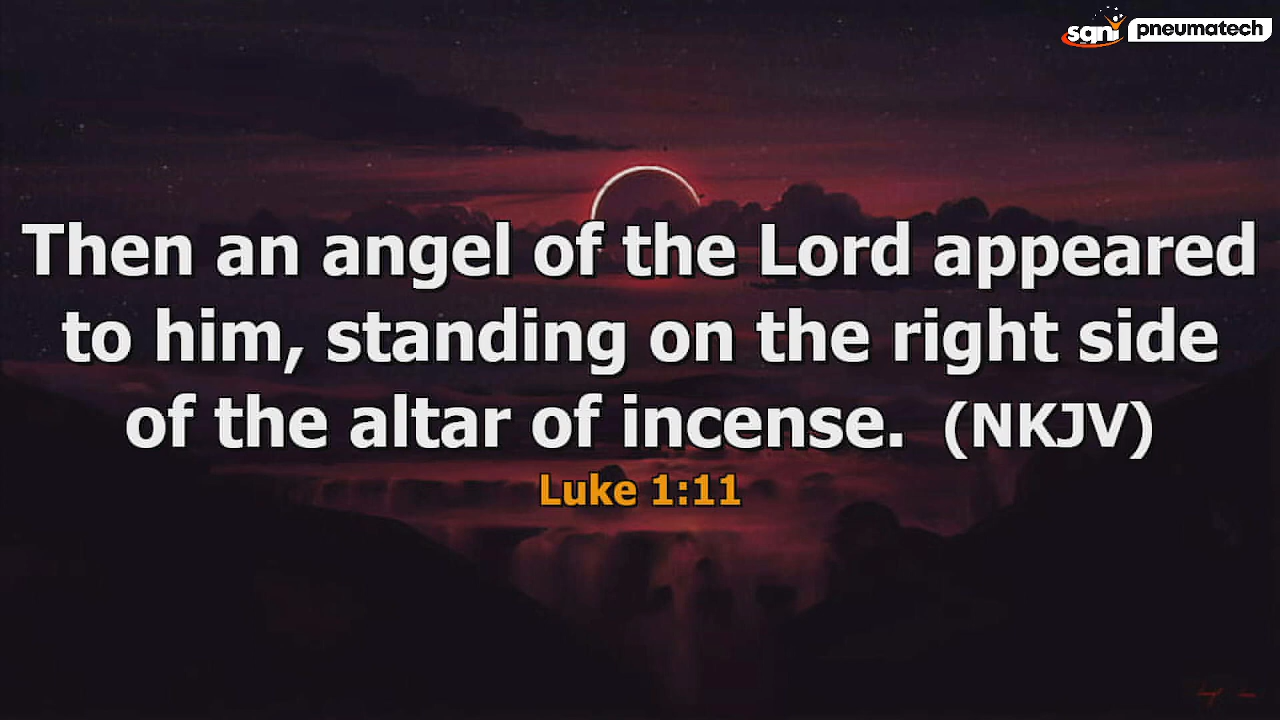 sqni pneumatech
Then an angel of the Lord appeared
to him, standing on the right side
of the altar of incense. (NKJV)
Luke 1:11